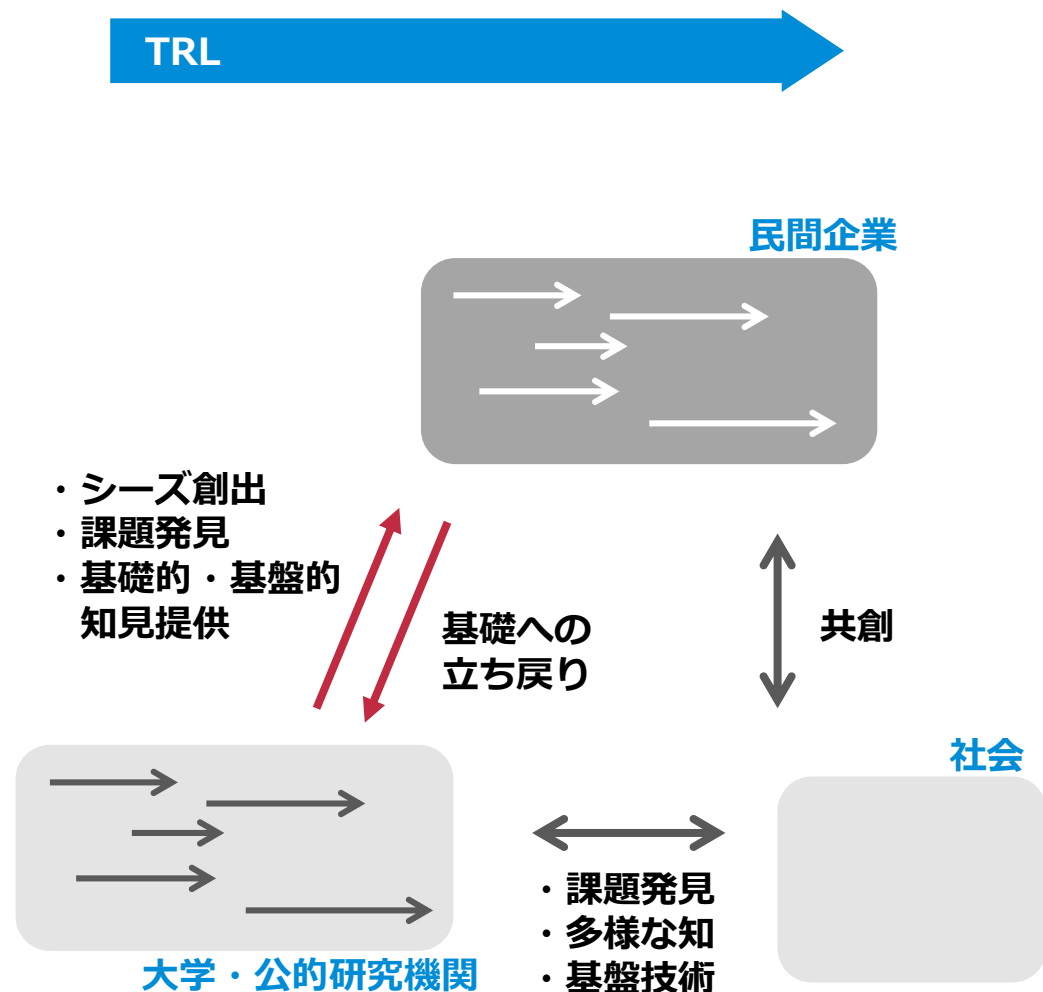 TRL
民間企業
・シーズ創出
・課題発見
・基礎的・基盤的
知見提供
基礎への
立ち戻り
共創
社会
大学・公的研究機関
・課題発見
・多様な知
・基盤技術